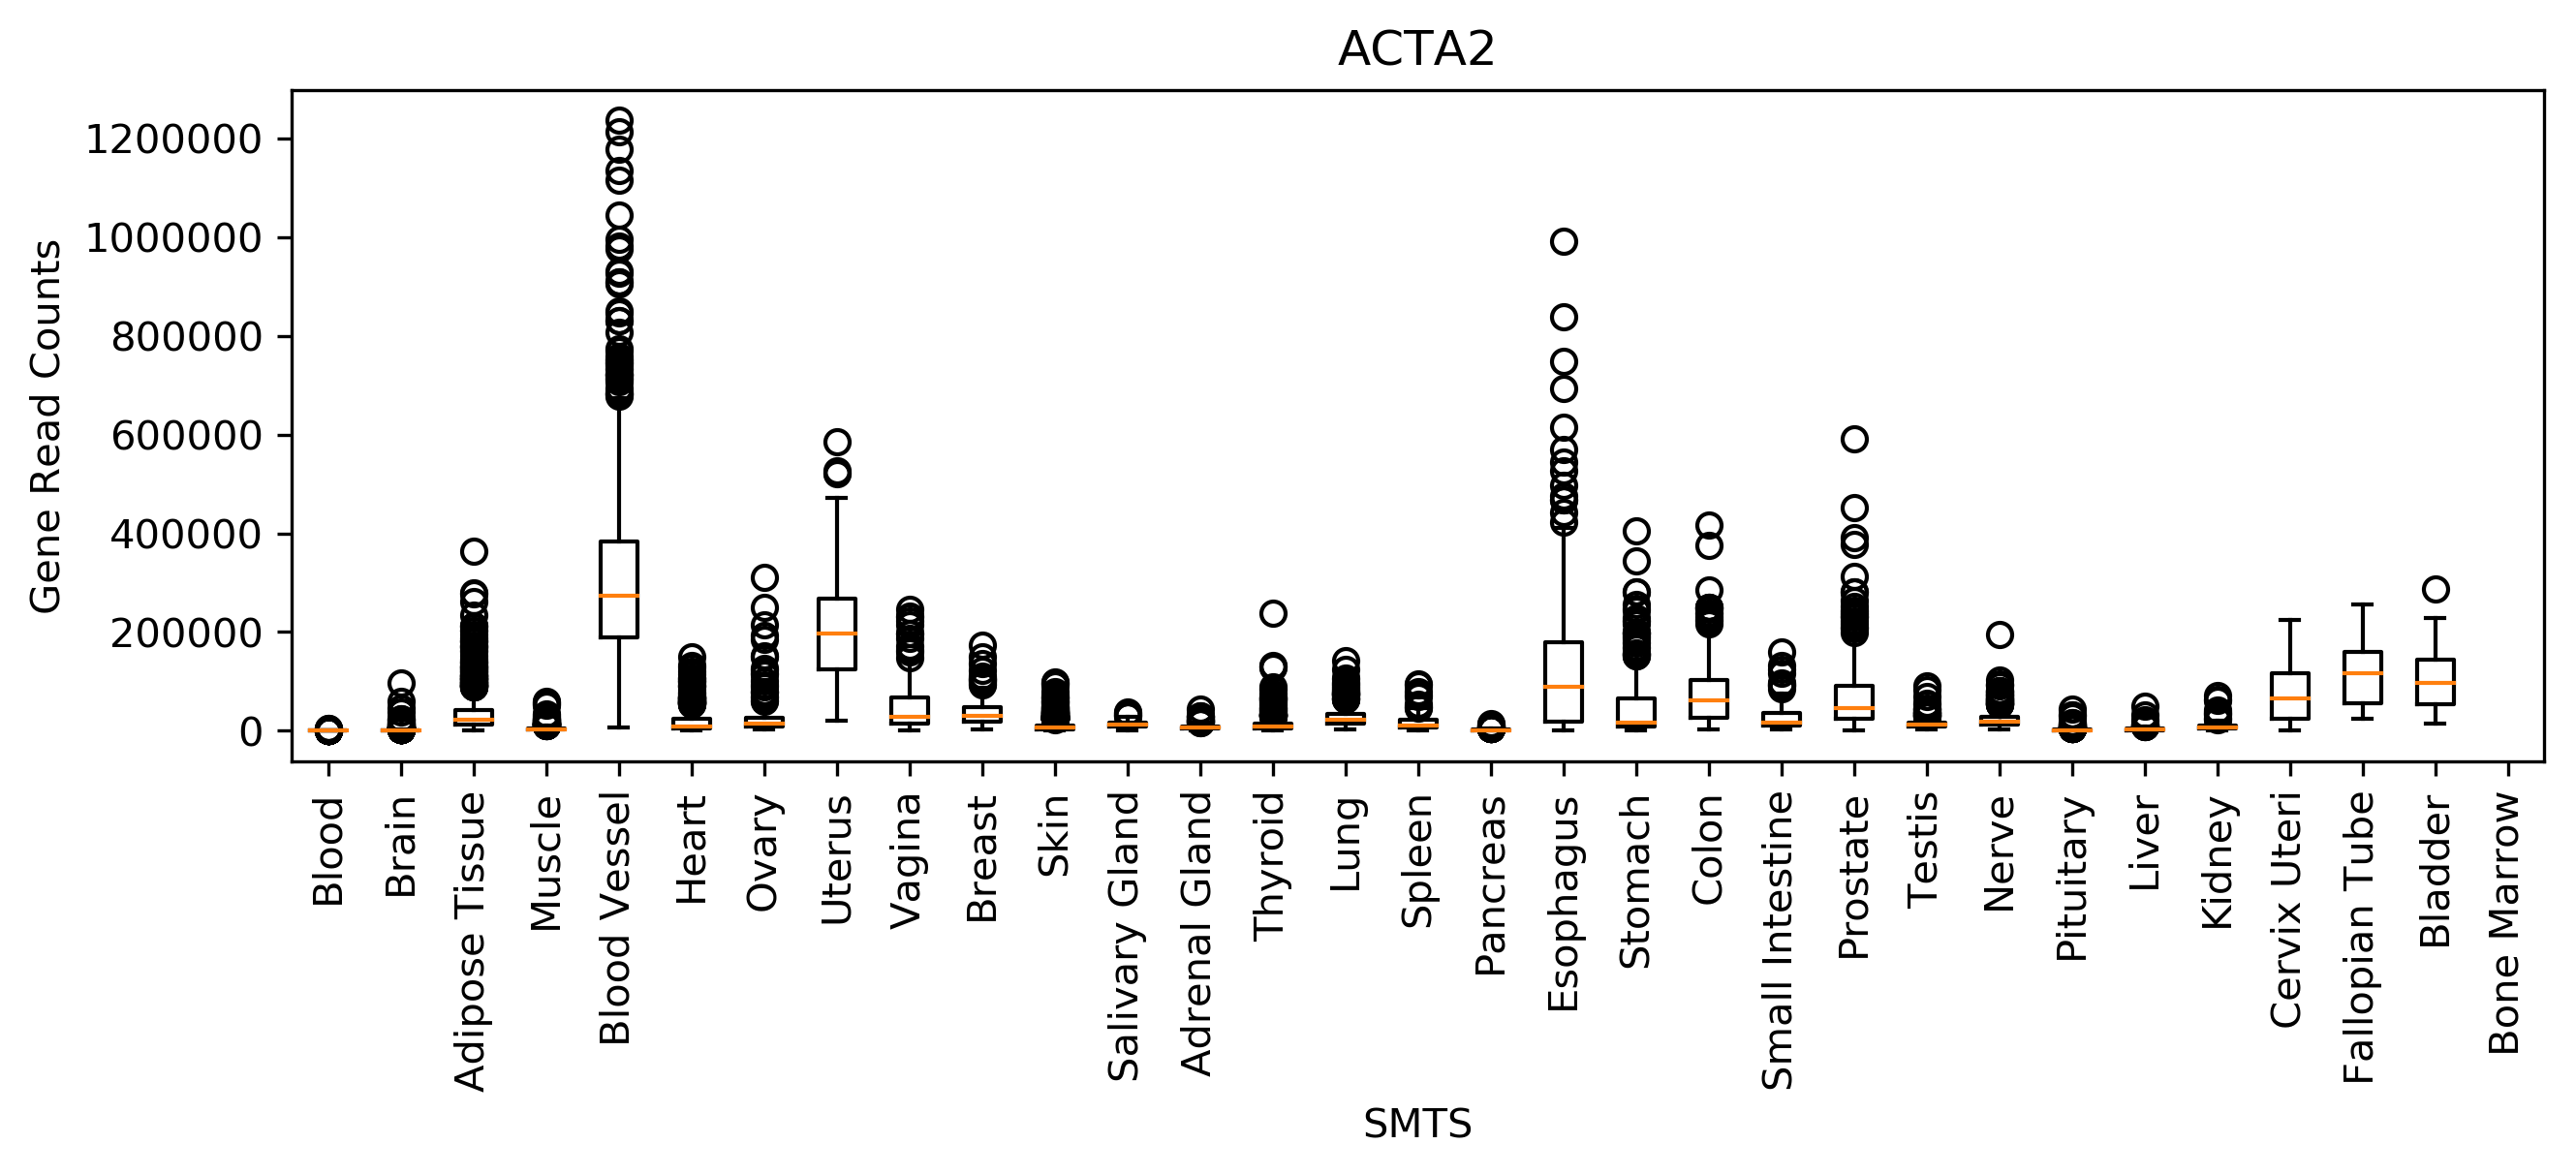 ACTA2
Gene Read Counts
1200000
1000000
800000
600000
400000
200000
0
Blood
Brain
Adipose Tissue
Muscle
Blood Vessel
Heart
Ovary
Uterus
Vagina
Breast
Skin
Salivary Gland
Adrenal Gland
Thyroid
Lung
Spleen
Pancreas
Esophagus
Stomach
Colon
Small Intestine
Prostate
Testis
Nerve
Pituitary
Liver
Kidney
Cervix Uteri
Fallopian Tube
Bladder
Bone Marrow
SMTS